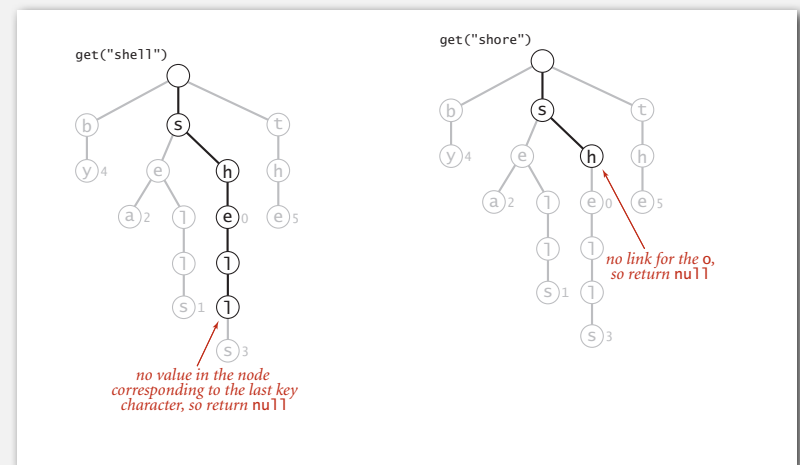 get("shell")
b s t
y 4 e h h
a 2 l e 0 e 5
l l
s 1 l
s 3
no value in the node
corresponding to the last key
character, so return null
get("shore")
b s t
y 4 e h h
a 2 l e 0 e 5
l l
s 1 l
s 3
no link for the o,
so return null